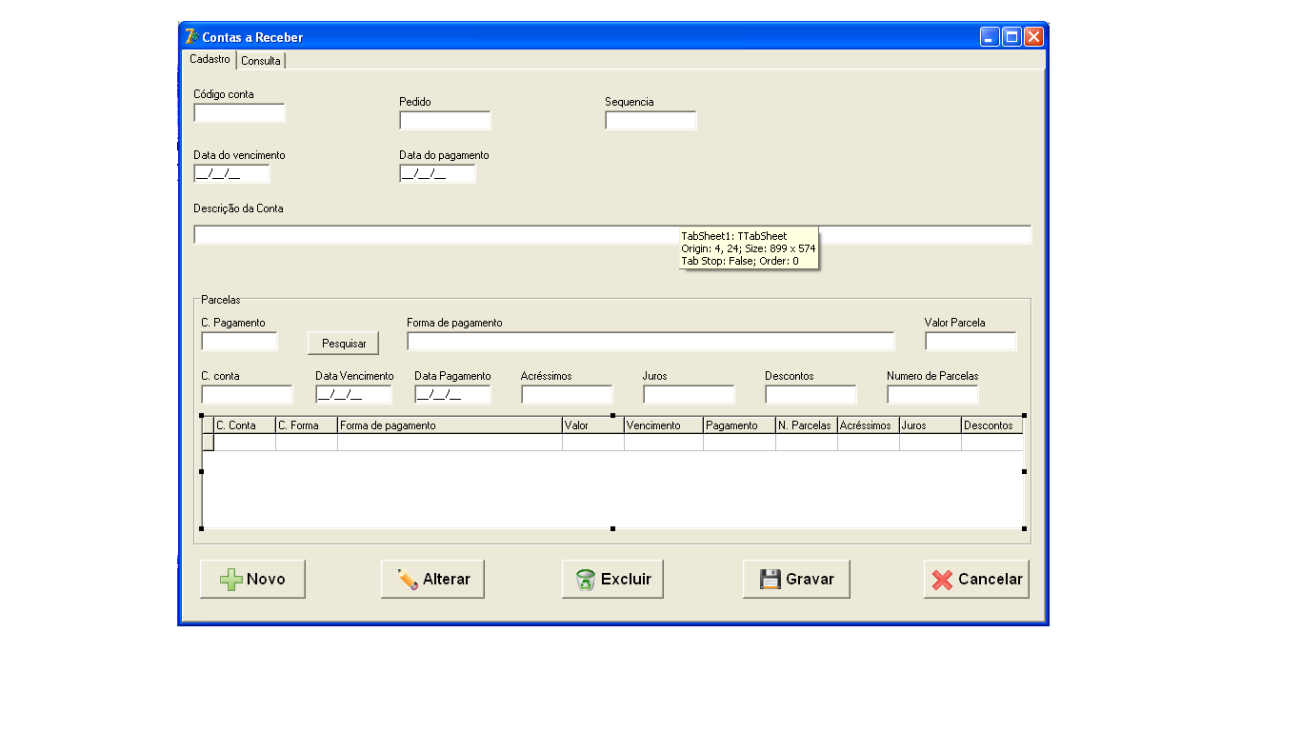 Contas a Receber
Cadastro Consulta
Código conta Pedido Sequencia
Data do vencimento Data do pagamento
__/__/__ __/__/__
Descrição da Conta
TabSheet1: TTabSheet
Origin: 4, 24; Size: 899 x 574
Tab Stop: False; Order: 0
Parcelas
C. Pagamento Forma de pagamento Valor Parcela
Pesquisar
C. conta Data Vencimento Data Pagamento Acréssimos Juros Descontos Numero de Parcelas
__/__/__ __/__/__
C. Conta C. Forma Forma de pagamento Valor Vencimento Pagamento N. Parcelas Acréssimos Juros Descontos
Novo Alterar Excluir Gravar Cancelar